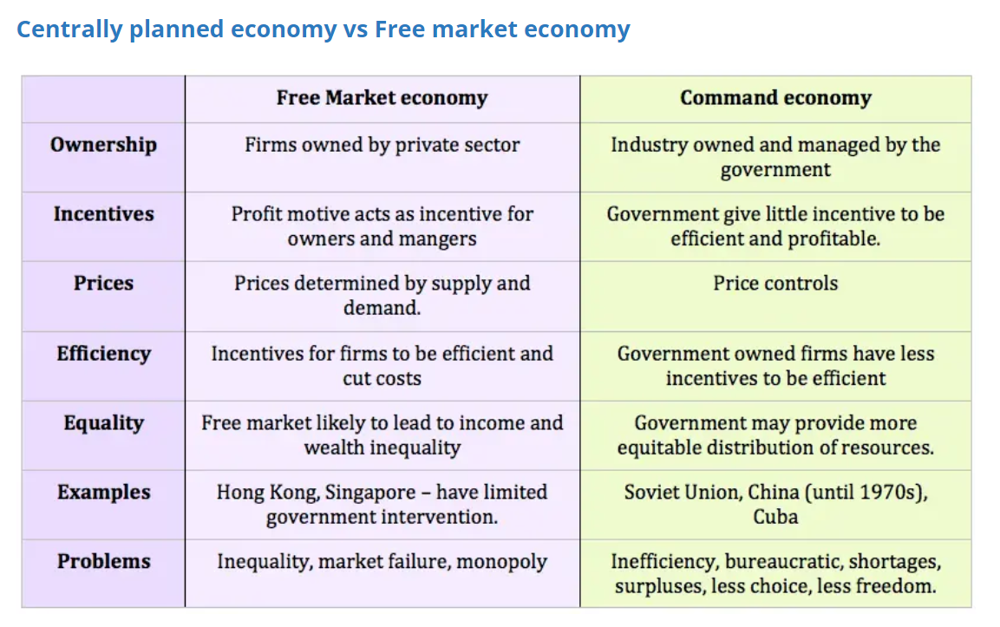 Centrally planned economy vs Free market economy
Free Market economy
Command economy
Ownership
Firms owned by private sector
Industry owned and managed by the
government
Incentives
Profit motive acts as incentive for
owners and mangers
Government give little incentive to be
efficient and profitable.
Prices
Prices determined by supply and
demand.
Price controls
Efficiency
Incentives for firms to be efficient and
cut costs
Government owned firms have less
incentives to be efficient
Equality
Free market likely to lead to income and
wealth inequality
Government may provide more
equitable distribution of resources.
Examples
Hong Kong, Singapore – have limited
government intervention.
Soviet Union, China (until 1970s),
Cuba
Problems
Inequality, market failure, monopoly
Inefficiency, bureaucratic, shortages,
surpluses, less choice, less freedom.